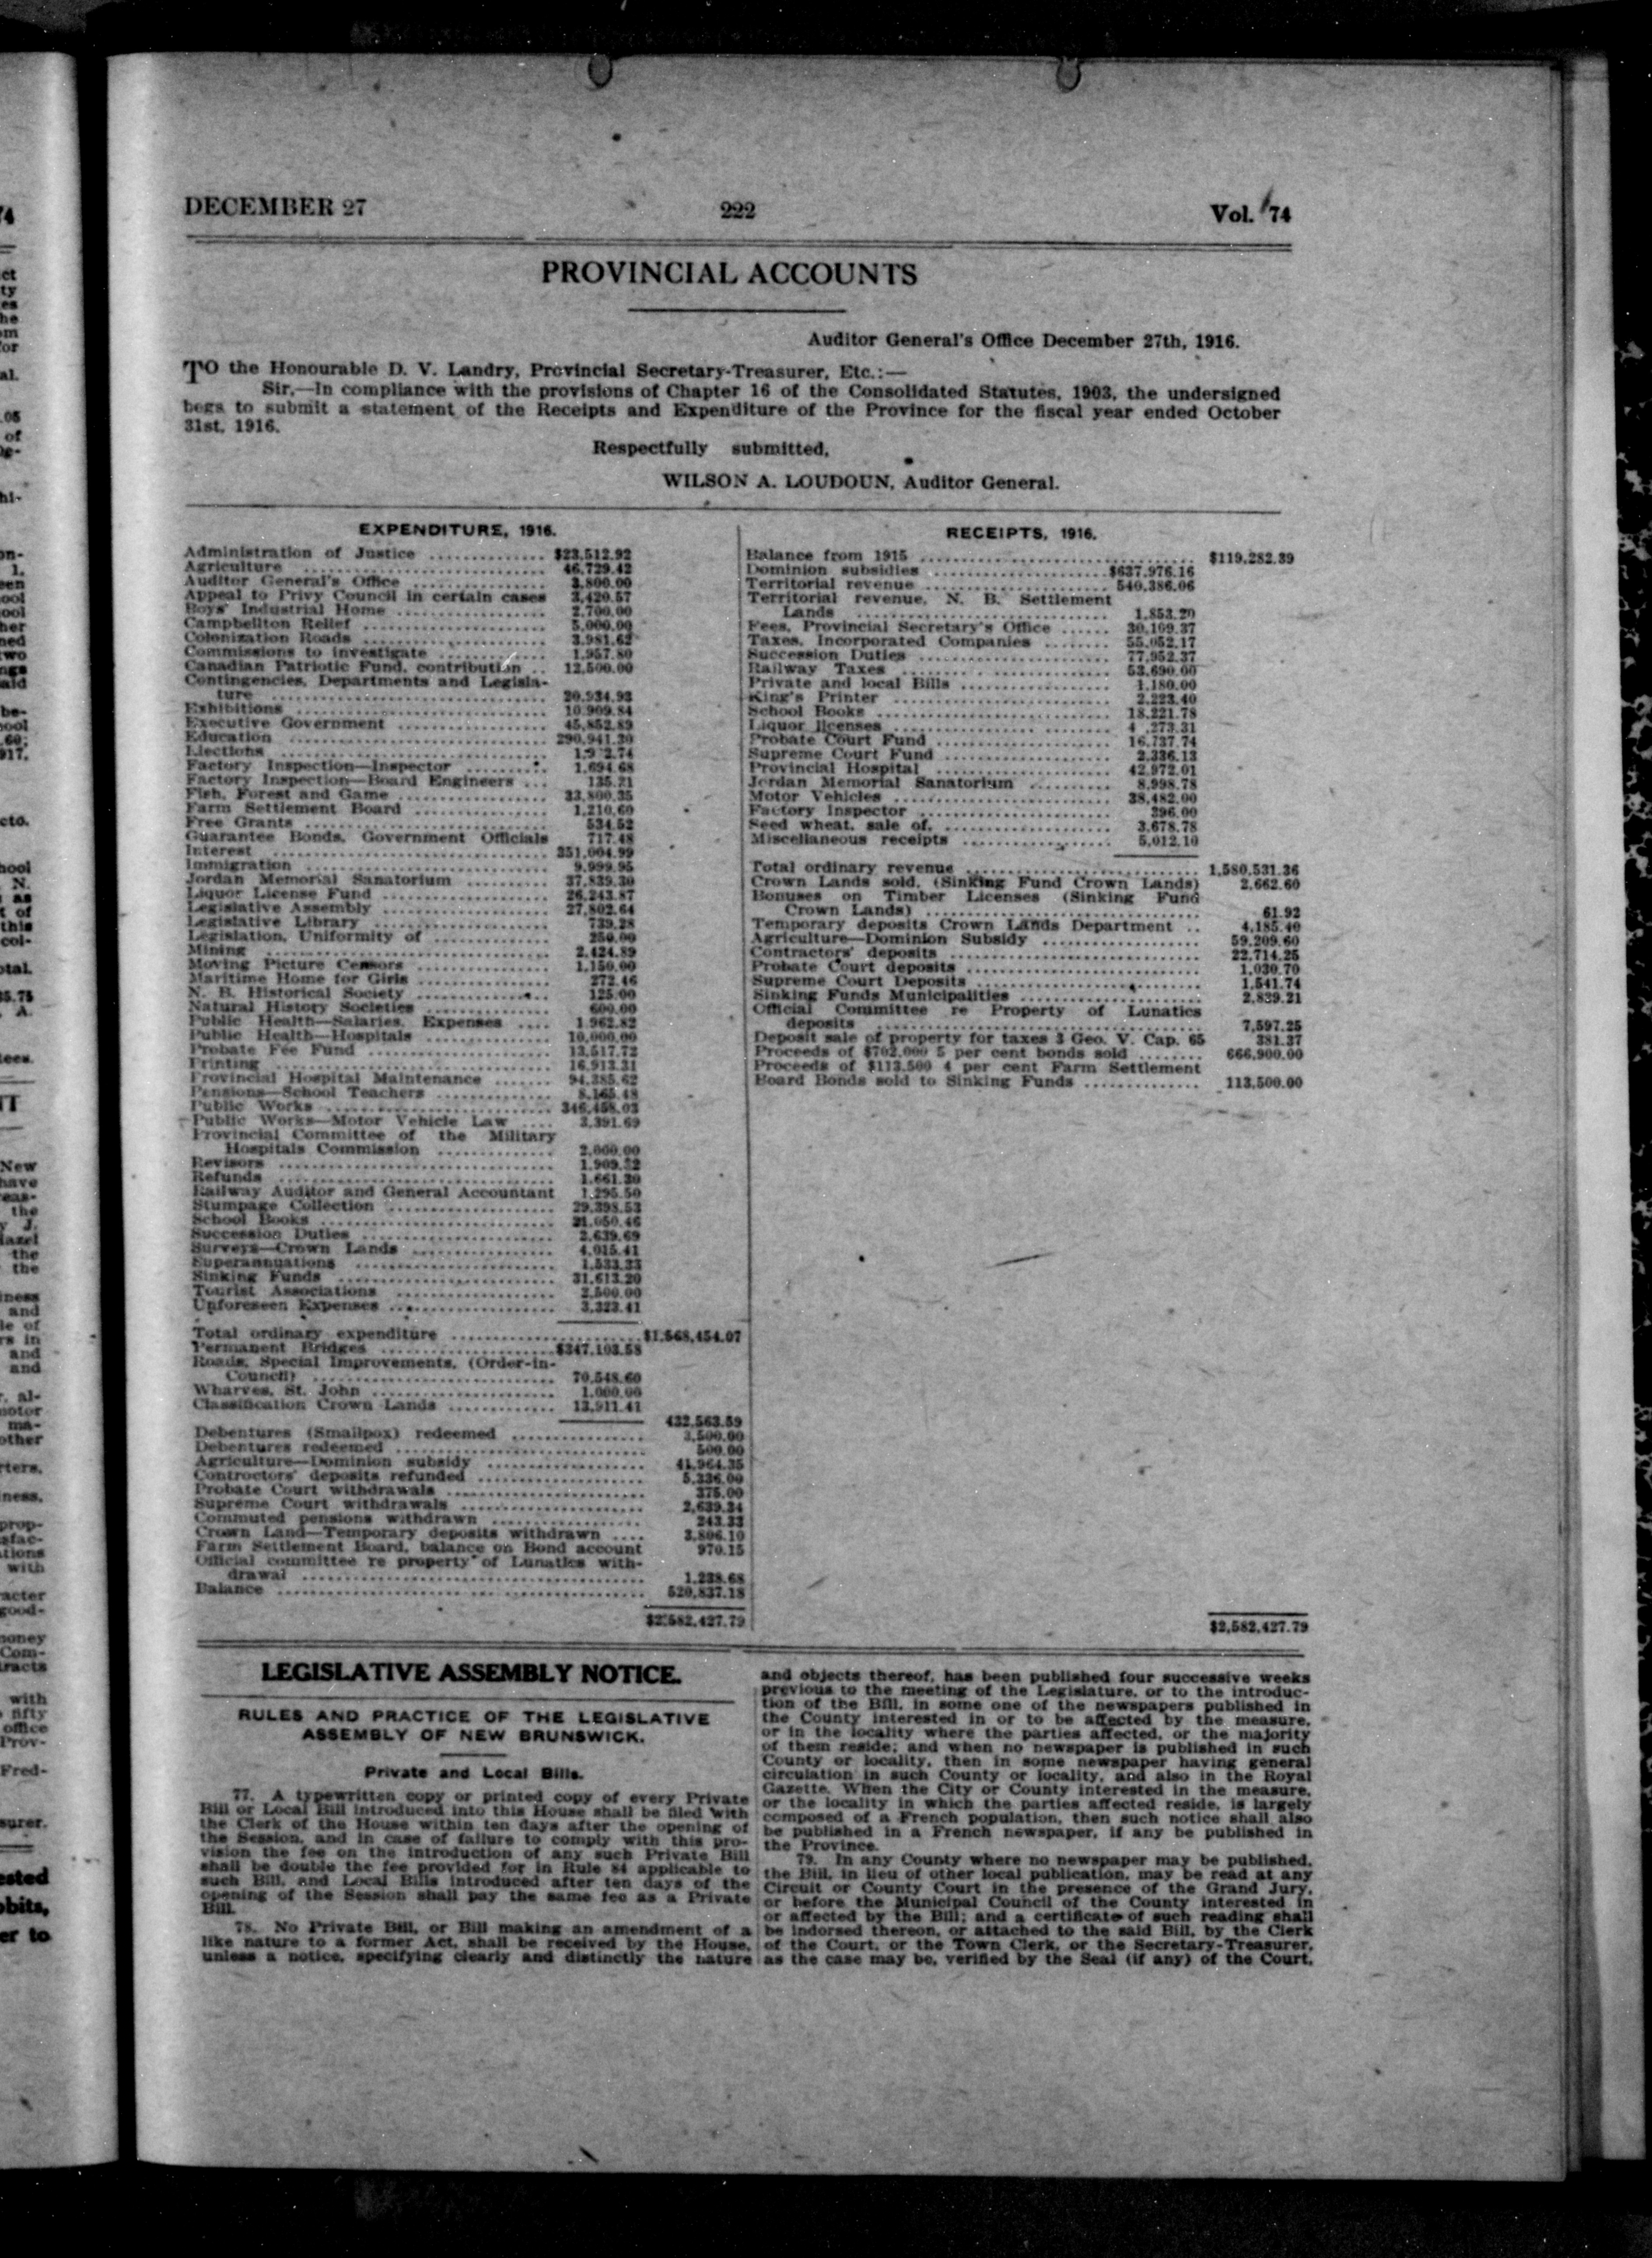 DECEMBER 27 222 Vol. 74
PROVINCIAL ACCOUNTS
Auditor General's Office December 27th, 1916.
TO the Honourable D. V. Landry, Provincial Secretary-Treasurer, Etc.:—
Sir,—In compliance with the provisions of Chapter 16 of the Consolidated Statutes, 1903, the undersigned
begs to submit a statement of the Receipts and Expenditure of the Province for the fiscal year ended October
31st, 1916.
Respectfully submitted,
WILSON A. LOUDOUN, Auditor General.
EXPENDITURE, 1916.
Administration of Justice $23,512.92
Agriculture 46,729.42
Auditor General's Office 3,800.00
Appeal to Privy Council in certain cases 3,420.57
Boys' Industrial Home 2,700.00
Campbellton Relief 5,000.00
Colonization Roads 3,981.62
Commissions to investigate 1,957.80
Canadian Patriotic Fund, contribution 12,500.00
Contingencies, Departments and Legisla-
ture 20,934.93
Exhibitions 10,909.84
Executive Government 45,852.89
Education 290,941.30
Elections
Factory Inspection—Inspector 1,694.68
Factory Inspection—Board Engineers 135.21
Fish, Forest and Game 33,800.35
Farm Settlement Board 1,210.60
Free Grants 534.52
Guarantee Bonds, Government Officials 717.48
Interest 351,004.99
Immigration 9,999.95
Jordan Memorial Sanatorium 37,839.30
Liquor License Fund 26,243.87
Legislative Assembly 27,802.64
Legislative Library 739.28
Legislation, Uniformity of 250.00
Mining 2,424.89
Moving Picture Censors 1,150.00
Maritime Home for Girls 272.46
N. B. Historical Society 125.00
Natural History Societies 600.00
Public Health—Salaries, Expenses 1 962.82
Public Health—Hospitals 10,000.00
Probate Fee Fund 13,517.72
Printing 16,913.31
Provincial Hospital Maintenance 94,385.62
Pensions—School Teachers 8,165.48
Public Works 346,458.03
Public Works—Motor Vehicle Law 3,391.69
Provincial Committee of the Military
Hospitals Commission 2,000.00
Revisors 1,909.32
Refunds 1,661.30
Railway Auditor and General Accountant 1,295.50
Stumpage Collection 29,398.53
School Books 21,050.46
Succession Duties 2,639.69
Surveys—Crown Lands 4,015.41
Superannuations 1,533.33
Sinking Funds 31,613.20
Tourist Associations 2,500.00
Unforeseen Expenses 3,323.41
Total ordinary expenditure $1,568,454.07
Permanent Bridges $347,103.58
Roads, Special Improvements, (Order-in-
Council) 70,548.60
Wharves, St. John 1,000.00
Classification Crown Lands 13,911.41
432,563.59
Debentures (Smallpox) redeemed 3,500.00
Debentures redeemed 500.00
Agriculture—Dominion subsidy 41,964.35
Controctors' deposits refunded 5,336.00
Probate Court withdrawals 375.00
Supreme Court withdrawals 2,639.34
Commuted pensions withdrawn 243.33
Crown Land—Temporary deposits withdrawn 3,806.10
Farm Settlement Board, balance on Bond account 970.15
Official committee re property of Lunatics with-
drawal 1,238.68
Balance 520,837.18
$2,582,427.79
RECEIPTS, 1916.
Balance from 1915 $119,282.39
Dominion subsidies $637,976.16
Territorial revenue 540,386.06
Territorial revenue, N. B. Settlement
Lands 1,853.20
Fees, Provincial Secretary's Office 30,109.37
Taxes, Incorporated Companies 55,052.17
Succession Duties 77,952.37
Railway Taxes 53,690.00
Private and local Bills 1,180.00
King's Printer 2,223.40
School Books 18,221.78
Liquor licenses
Probate Court Fund 16,737.74
Supreme Court Fund 2,336.13
Provincial Hospital 42,972.01
Jordan Memorial Sanatorium 8,998.78
Motor Vehicles 38,482.00
Factory Inspector 396.00
Seed wheat, sale of, 3,678.78
Miscellaneous receipts 5,012.10
Total ordinary revenue 1,580,531.36
Crown Lands sold, (Sinking Fund Crown Lands) 2,662.60
Bonuses on Timber Licenses (Sinking Fund
Crown Lands) 61.92
Temporary deposits Crown Lands Department 4,185.40
Agriculture—Dominion Subsidy 59,209.60
Contractors' deposits 22,714.25
Probate Court deposits 1,030.70
Supreme Court Deposits 1,541.74
Sinking Funds Municipalities 2,839.21
Official Committee re Property of Lunatics
deposits 7,597.25
Deposit sale of property for taxes 3 Geo. V. Cap. 65 381.37
Proceeds of $702,000 5 per cent bonds sold 666,900.00
Proceeds of $113,500 4 per cent Farm Settlement
Board Bonds sold to Sinking Funds 113,500.00
$2,582,427.79
LEGISLATIVE ASSEMBLY NOTICE.
RULES AND PRACTICE OF THE LEGISLATIVE
ASSEMBLY OF NEW BRUNSWICK.
Private and Local Bills.
77. A typewritten copy or printed copy of every Private
Bill or Local Bill introduced into this House shall be filed with
the Clerk of the House within ten days after the opening of
the Session, and in case of failure to comply with this pro-
vision the fee on the introduction of any such Private Bill
shall be double the fee provided for in Rule 84 applicable to
such Bill, and Local Bills introduced after ten days of the
opening of the Session shall pay the same fee as a Private
Bill.
78. No Private Bill, or Bill making an amendment of a
like nature to a former Act, shall be received by the House,
unless a notice, specifying clearly and distinctly the nature
and objects thereof, has been published four successive weeks
previous to the meeting of the Legislature, or to the introduc-
tion of the Bill, in some one of the newspapers published in
the County interested in or to be affected by the measure,
or in the locality where the parties affected, or the majority
of them reside; and when no newspaper is published in such
County or locality, then in some newspaper having general
circulation in such County or locality, and also in the Royal
Gazette. When the City or County interested in the measure,
or the locality in which the parties affected reside, is largely
composed of a French population, then such notice shall also
be published in a French newspaper, if any be published in
the Province.
79. In any County where no newspaper may be published,
the Bill, in lieu of other local publication, may be read at any
Circuit or County Court in the presence of the Grand Jury,
or before the Municipal Council of the County interested in
or affected by the Bill; and a certificate of such reading shall
be indorsed thereon, or attached to the said Bill, by the Clerk
of the Court, or the Town Clerk, or the Secretary-Treasurer,
as the case may be, verified by the Seal (if any) of the Court,